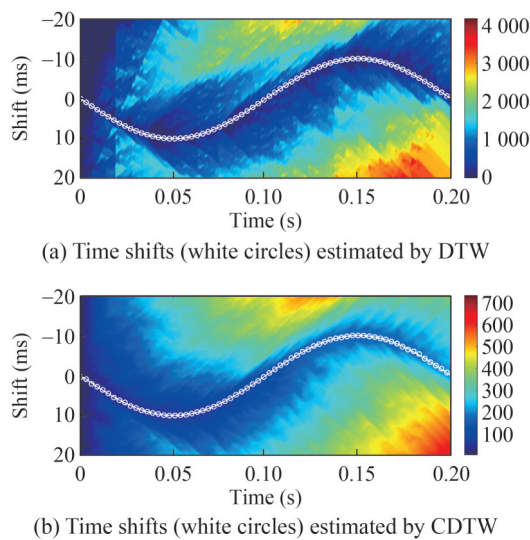 −20
−10
0
10
20
Shift (ms)
0 0.05 0.10 0.15 0.20
Time (s)
4 000
3 000
2 000
1 000
0
(a) Time shifts (white circles) estimated by DTW
−20
−10
0
10
20
Shift (ms)
0 0.05 0.10 0.15 0.20
Time (s)
700
600
500
400
300
200
100
(b) Time shifts (white circles) estimated by CDTW